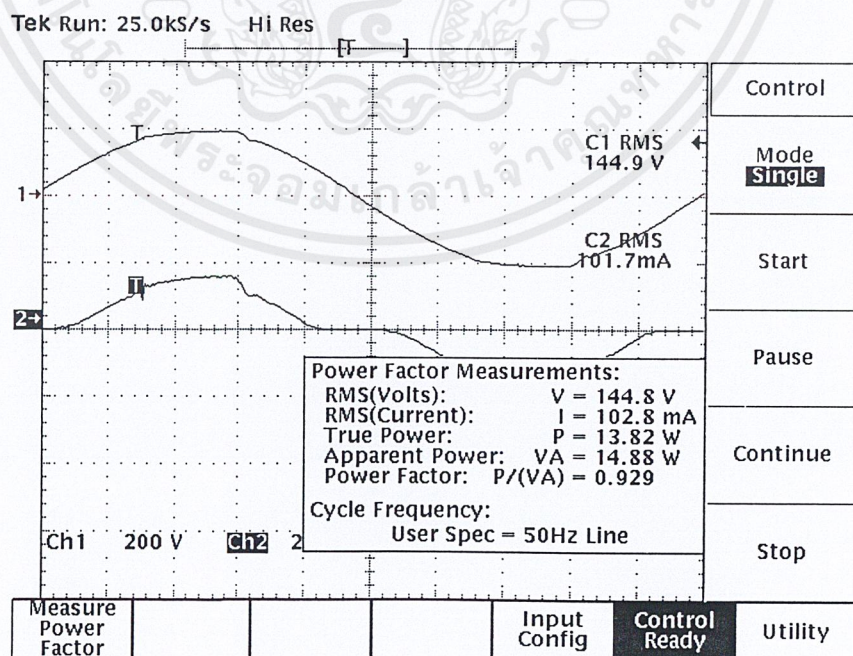 Tek Run: 25.0kS/s Hi Res
[T]
T
C1 RMS
144.9 V
1→
C2 RMS
101.7mA
T
2→
Power Factor Measurements:
RMS(Volts): V = 144.8 V
RMS(Current): I = 102.8 mA
True Power: P = 13.82 W
Apparent Power: VA = 14.88 W
Power Factor: P/(VA) = 0.929
Cycle Frequency:
User Spec = 50Hz Line
Ch1 200 V Ch2 2
Control
Mode
Single
Start
Pause
Continue
Stop
Measure
Power
Factor
Input
Config
Control
Ready
Utility